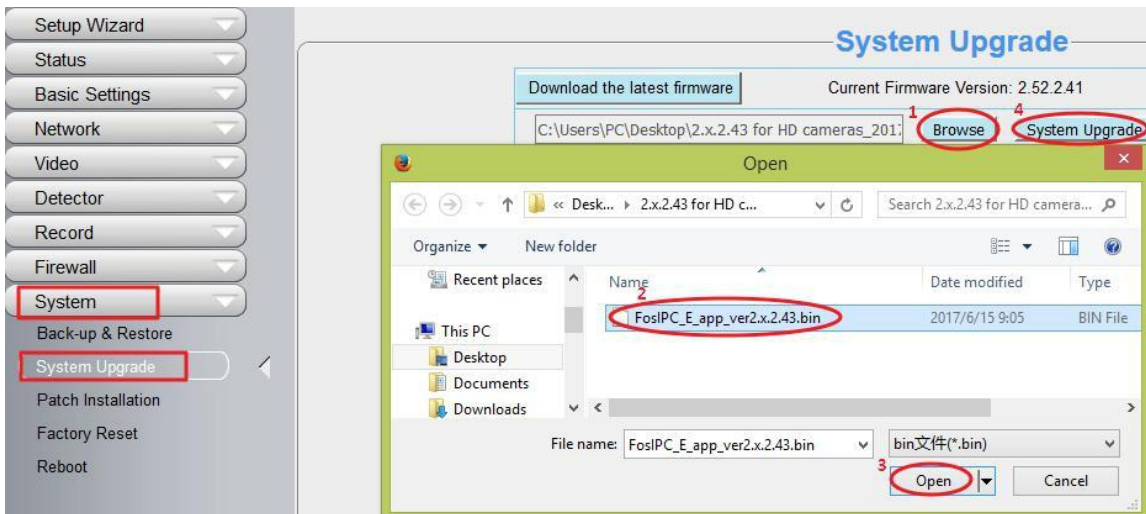 Setup Wizard
Status
Basic Settings
Network
Video
Detector
Record
Firewall
System
Back-up & Restore
System Upgrade
Patch Installation
Factory Reset
Reboot
System Upgrade
Download the latest firmware Current Firmware Version: 2.52.2.41
1 4
C:\Users\PC\Desktop\2.x.2.43 for HD cameras_201 Browse System Upgrade
Open
« Desk... 2.x.2.43 for HD c... Search 2.x.2.43 for HD camera...
Organize New folder
Recent places
This PC
Desktop
Documents
Downloads
Name Date modified Type
2
FosIPC_E_app_ver2.x.2.43.bin 2017/6/15 9:05 BIN File
File name: FosIPC_E_app_ver2.x.2.43.bin bin文件(*.bin)
3
Open Cancel